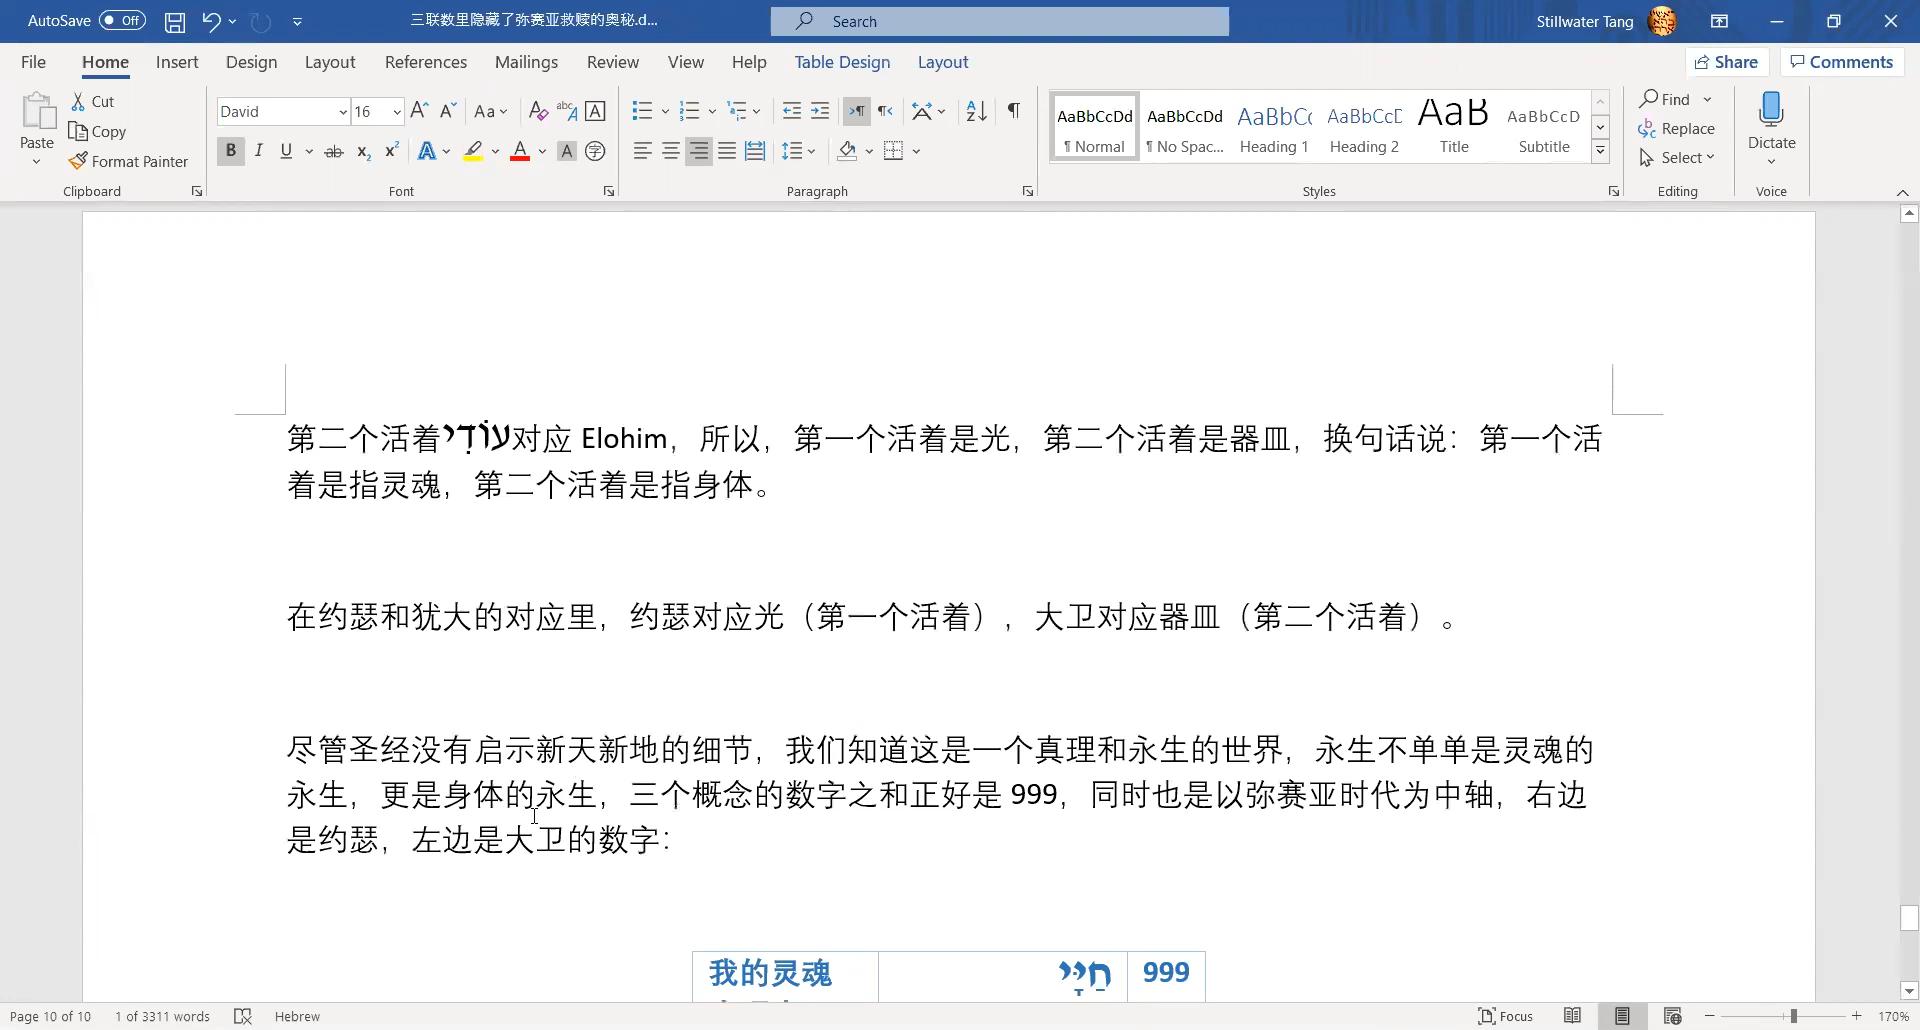 AutoSave Off 三联数里隐藏了弥赛亚救赎的奥秘.d... Search Stillwater Tang
File Home Insert Design Layout References Mailings Review View Help Table Design Layout Share Comments
Paste Cut Copy Format Painter
David 16
AaBbCcDd AaBbCcDd AaBbCc AaBbCcD AaB AaBbCcD
¶ Normal ¶ No Spac... Heading 1 Heading 2 Title Subtitle
Find Replace Select Dictate
Clipboard Font Paragraph Styles Editing Voice
第二个活着עוֹדִי对应 Elohim，所以，第一个活着是光，第二个活着是器皿，换句话说：第一个活
着是指灵魂，第二个活着是指身体。
在约瑟和犹大的对应里，约瑟对应光（第一个活着），大卫对应器皿（第二个活着）。
尽管圣经没有启示新天新地的细节，我们知道这是一个真理和永生的世界，永生不单单是灵魂的
永生，更是身体的永生，三个概念的数字之和正好是 999，同时也是以弥赛亚时代为中轴，右边
是约瑟，左边是大卫的数字：
我的灵魂 חַיָּי 999
Page 10 of 10 1 of 3311 words Hebrew Focus 170%